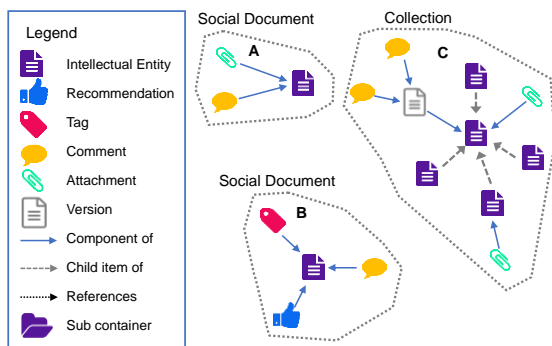 Legend
Intellectual Entity
Recommendation
Tag
Comment
Attachment
Version
Component of
Child item of
References
Sub container
Social Document
A
Collection
C
Social Document
B